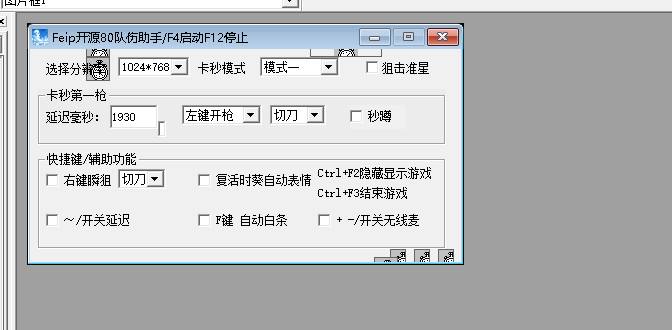 图片框1
Feip开源80队伤助手/F4启动F12停止
选择分辨 1024*768 卡秒模式 模式一 狙击准星
卡秒第一枪
延迟毫秒: 1930 左键开枪 切刀 秒蹲
快捷键/辅助功能
右键瞬狙 切刀 复活时葵自动表情 Ctrl+F2隐藏显示游戏
Ctrl+F3结束游戏
~/开关延迟 F键 自动白条 + -/开关无线麦